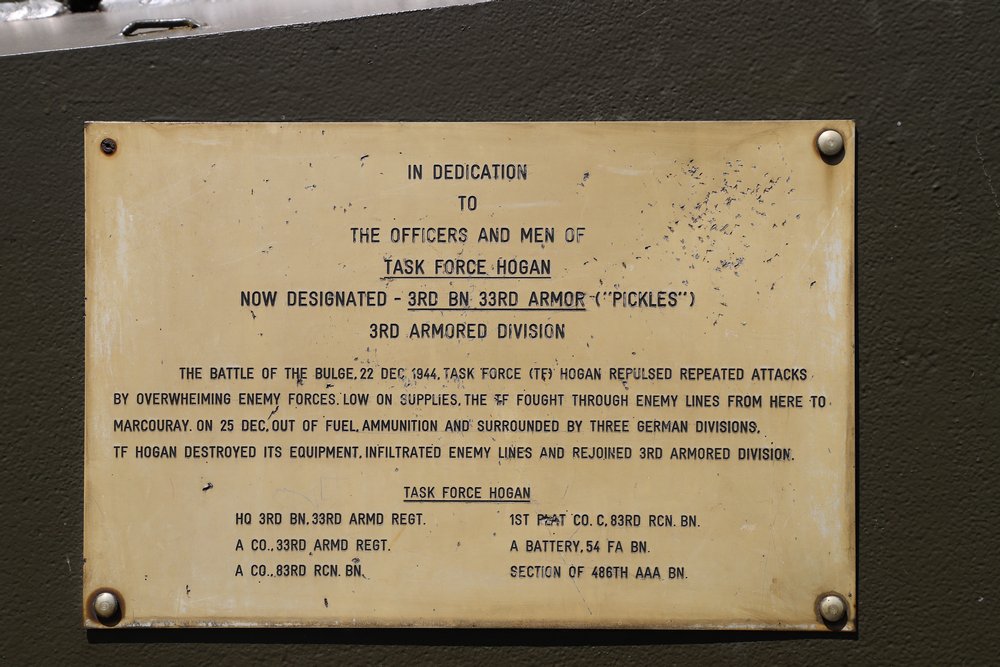 IN DEDICATION
TO
THE OFFICERS AND MEN OF
TASK FORCE HOGAN
NOW DESIGNATED - 3RD BN 33RD ARMOR ("PICKLES")
3RD ARMORED DIVISION
THE BATTLE OF THE BULGE, 22 DEC 1944, TASK FORCE (TF) HOGAN REPULSED REPEATED ATTACKS
BY OVERWHEIMING ENEMY FORCES. LOW ON SUPPLIES, THE TF FOUGHT THROUGH ENEMY LINES FROM HERE TO
MARCOURAY. ON 25 DEC, OUT OF FUEL, AMMUNITION AND SURROUNDED BY THREE GERMAN DIVISIONS,
TF HOGAN DESTROYED ITS EQUIPMENT, INFILTRATED ENEMY LINES AND REJOINED 3RD ARMORED DIVISION.
TASK FORCE HOGAN
HQ 3RD BN, 33RD ARMD REGT.
A CO., 33RD ARMD REGT.
A CO., 83RD RCN. BN.
1ST PLAT CO. C, 83RD RCN. BN.
A BATTERY, 54 FA BN.
SECTION OF 486TH AAA BN.